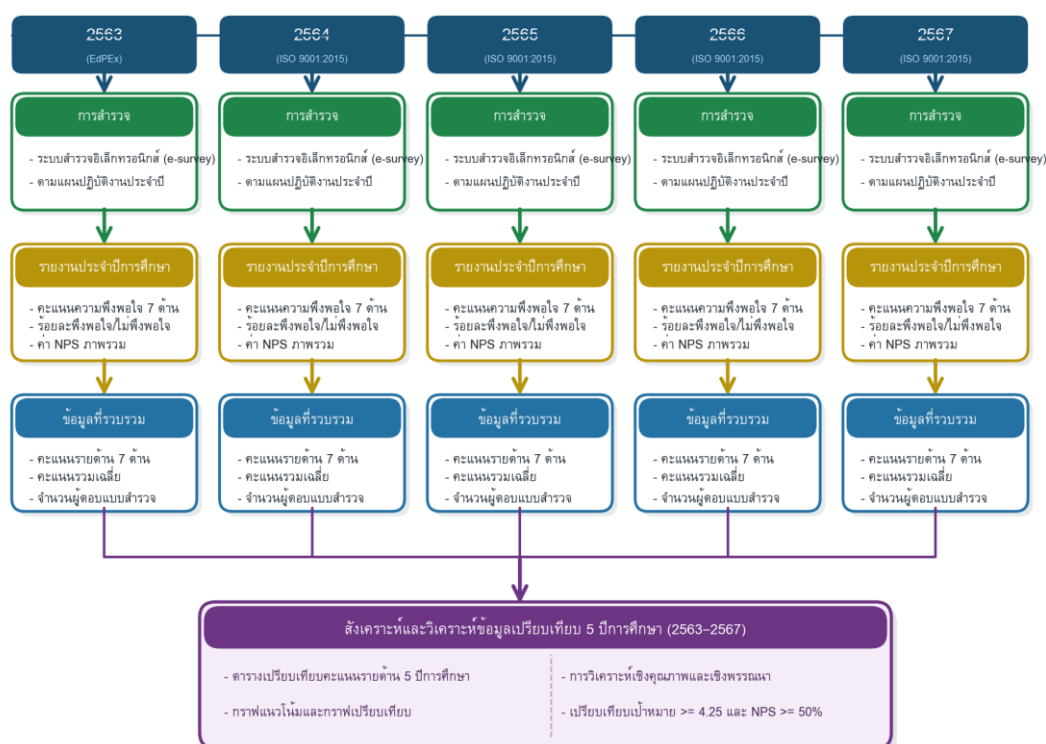 2563
(EdPEx)
2564
(ISO 9001:2015)
2565
(ISO 9001:2015)
2566
(ISO 9001:2015)
2567
(ISO 9001:2015)
การสำรวจ
- ระบบสำรวจอิเล็กทรอนิกส์ (e-survey)
- ตามแผนปฏิบัติงานประจำปี
การสำรวจ
- ระบบสำรวจอิเล็กทรอนิกส์ (e-survey)
- ตามแผนปฏิบัติงานประจำปี
การสำรวจ
- ระบบสำรวจอิเล็กทรอนิกส์ (e-survey)
- ตามแผนปฏิบัติงานประจำปี
การสำรวจ
- ระบบสำรวจอิเล็กทรอนิกส์ (e-survey)
- ตามแผนปฏิบัติงานประจำปี
การสำรวจ
- ระบบสำรวจอิเล็กทรอนิกส์ (e-survey)
- ตามแผนปฏิบัติงานประจำปี
รายงานประจำปีการศึกษา
- คะแนนความพึงพอใจ 7 ด้าน
- ร้อยละพึงพอใจ/ไม่พึงพอใจ
- ค่า NPS ภาพรวม
รายงานประจำปีการศึกษา
- คะแนนความพึงพอใจ 7 ด้าน
- ร้อยละพึงพอใจ/ไม่พึงพอใจ
- ค่า NPS ภาพรวม
รายงานประจำปีการศึกษา
- คะแนนความพึงพอใจ 7 ด้าน
- ร้อยละพึงพอใจ/ไม่พึงพอใจ
- ค่า NPS ภาพรวม
รายงานประจำปีการศึกษา
- คะแนนความพึงพอใจ 7 ด้าน
- ร้อยละพึงพอใจ/ไม่พึงพอใจ
- ค่า NPS ภาพรวม
รายงานประจำปีการศึกษา
- คะแนนความพึงพอใจ 7 ด้าน
- ร้อยละพึงพอใจ/ไม่พึงพอใจ
- ค่า NPS ภาพรวม
ข้อมูลที่รวบรวม
- คะแนนรายด้าน 7 ด้าน
- คะแนนรวมเฉลี่ย
- จำนวนผู้ตอบแบบสำรวจ
ข้อมูลที่รวบรวม
- คะแนนรายด้าน 7 ด้าน
- คะแนนรวมเฉลี่ย
- จำนวนผู้ตอบแบบสำรวจ
ข้อมูลที่รวบรวม
- คะแนนรายด้าน 7 ด้าน
- คะแนนรวมเฉลี่ย
- จำนวนผู้ตอบแบบสำรวจ
ข้อมูลที่รวบรวม
- คะแนนรายด้าน 7 ด้าน
- คะแนนรวมเฉลี่ย
- จำนวนผู้ตอบแบบสำรวจ
ข้อมูลที่รวบรวม
- คะแนนรายด้าน 7 ด้าน
- คะแนนรวมเฉลี่ย
- จำนวนผู้ตอบแบบสำรวจ
สังเคราะห์และวิเคราะห์ข้อมูลเปรียบเทียบ 5 ปีการศึกษา (2563–2567)
- ตารางเปรียบเทียบคะแนนรายด้าน 5 ปีการศึกษา
- กราฟแนวโน้มและกราฟเปรียบเทียบ
- การวิเคราะห์เชิงคุณภาพและเชิงพรรณนา
- เปรียบเทียบเป้าหมาย >= 4.25 และ NPS >= 50%